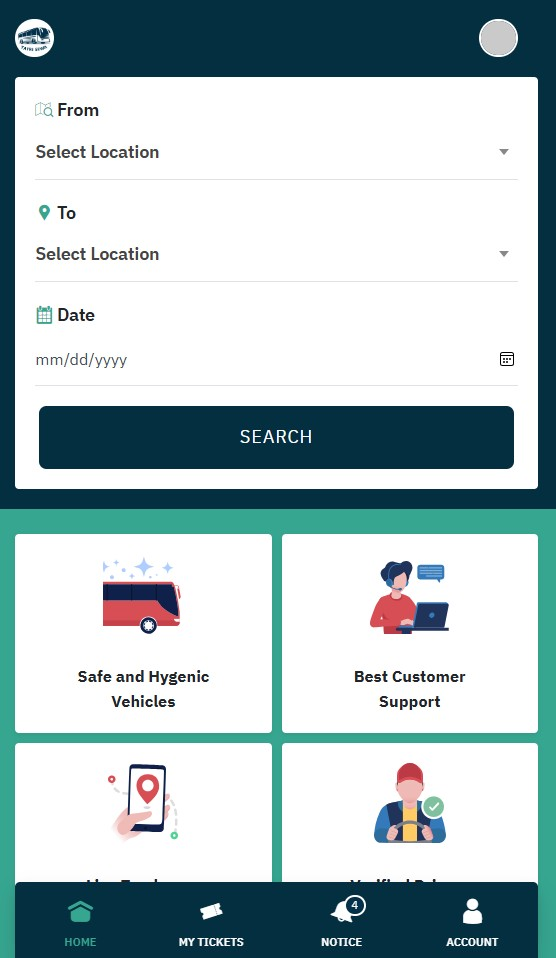 From
Select Location
To
Select Location
Date
mm/dd/yyyy
SEARCH
Safe and Hygenic
Vehicles
Best Customer
Support
4
HOME
MY TICKETS
NOTICE
ACCOUNT